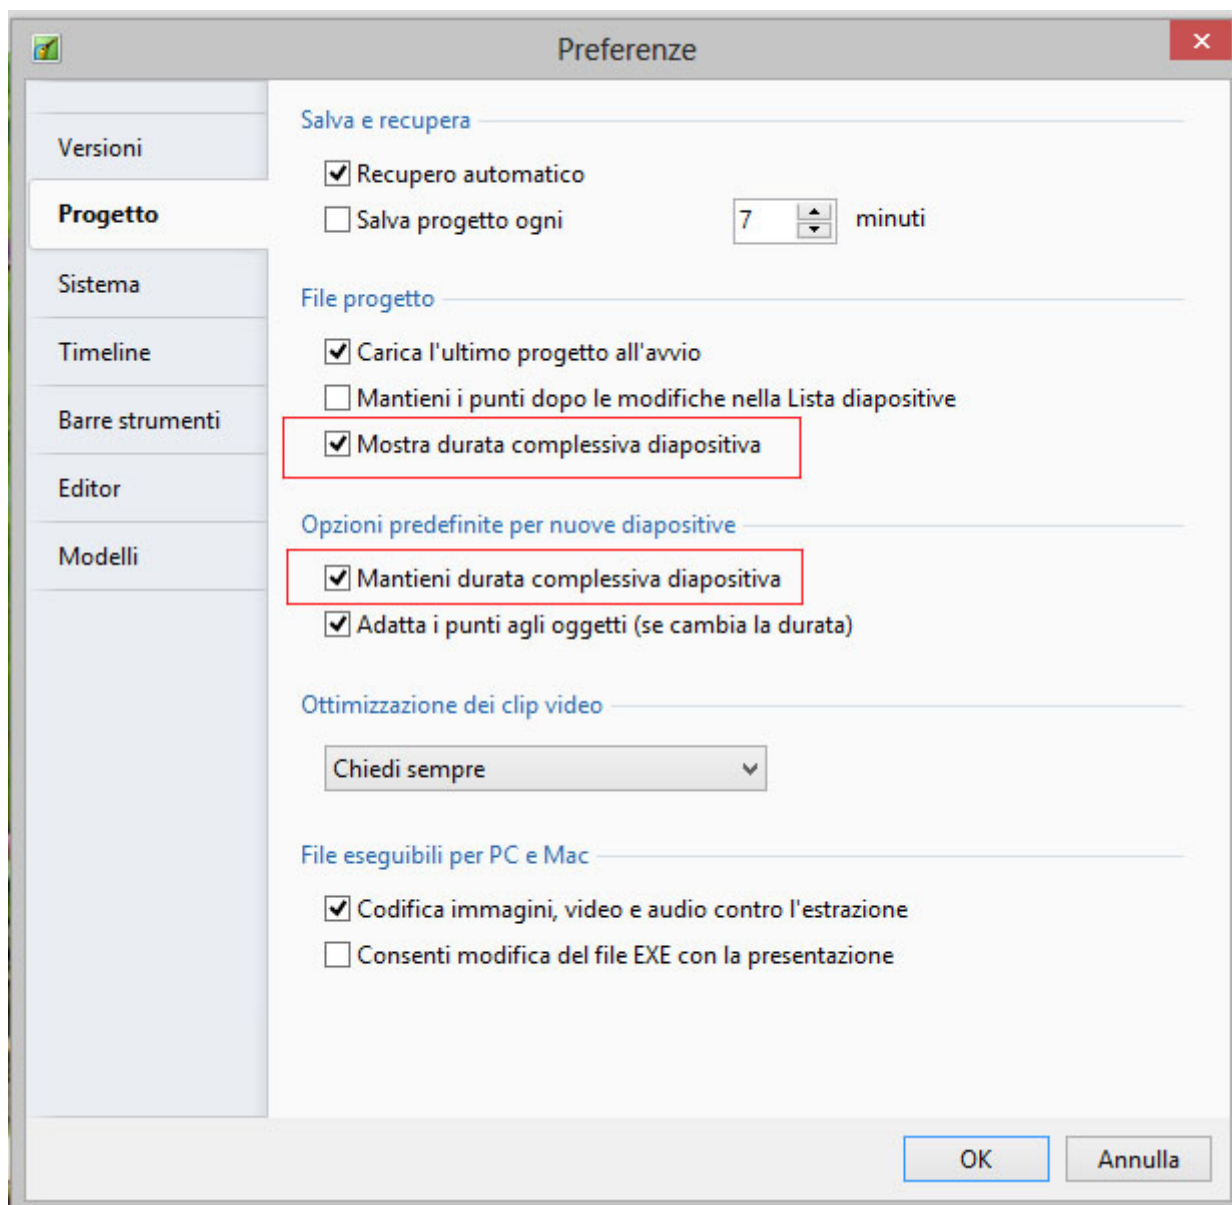 Preferenze
Versioni
Progetto
Sistema
Timeline
Barre strumenti
Editor
Modelli
Salva e recupera
Recupero automatico
Salva progetto ogni 7 minuti
File progetto
Carica l'ultimo progetto all'avvio
Mantieni i punti dopo le modifiche nella Lista diapositive
Mostra durata complessiva diapositiva
Opzioni predefinite per nuove diapositive
Mantieni durata complessiva diapositiva
Adatta i punti agli oggetti (se cambia la durata)
Ottimizzazione dei clip video
Chiedi sempre
File eseguibili per PC e Mac
Codifica immagini, video e audio contro l'estrazione
Consenti modifica del file EXE con la presentazione
OK Annulla